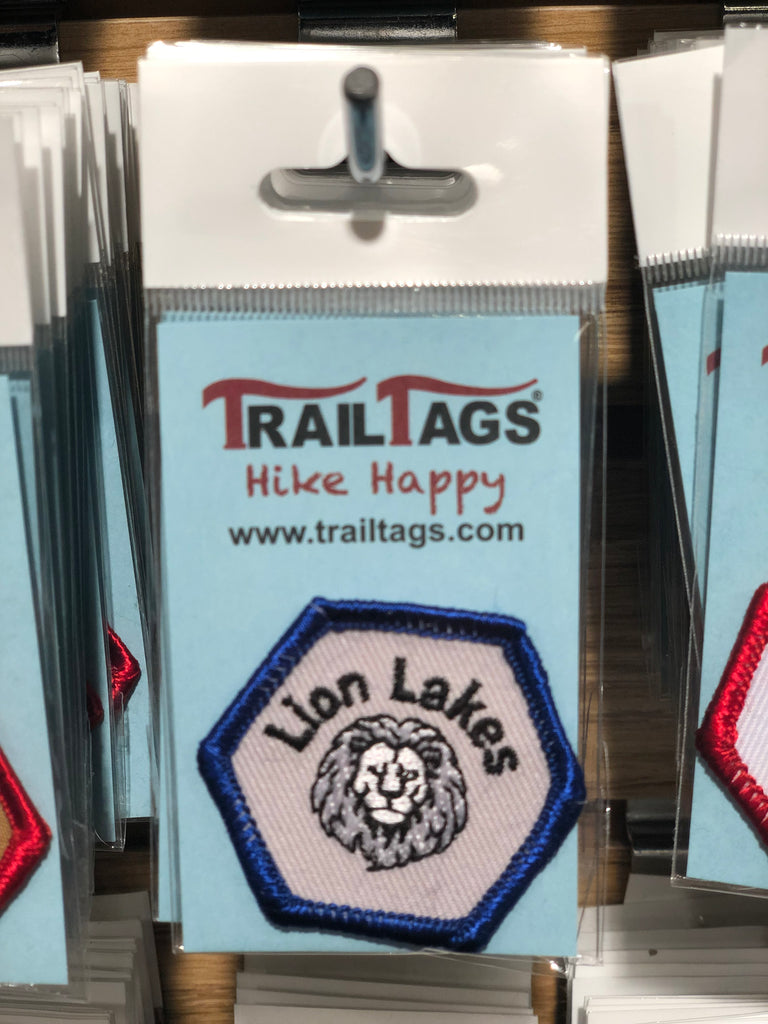 TRAILTAGS®
Hike Happy
www.trailtags.com
Lion Lakes